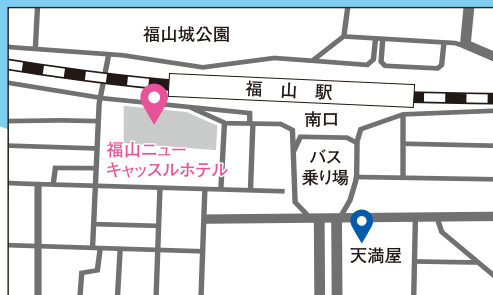 福山城公園
福山駅
南口
バス
乗り場
福山ニュー
キャッスルホテル
天満屋